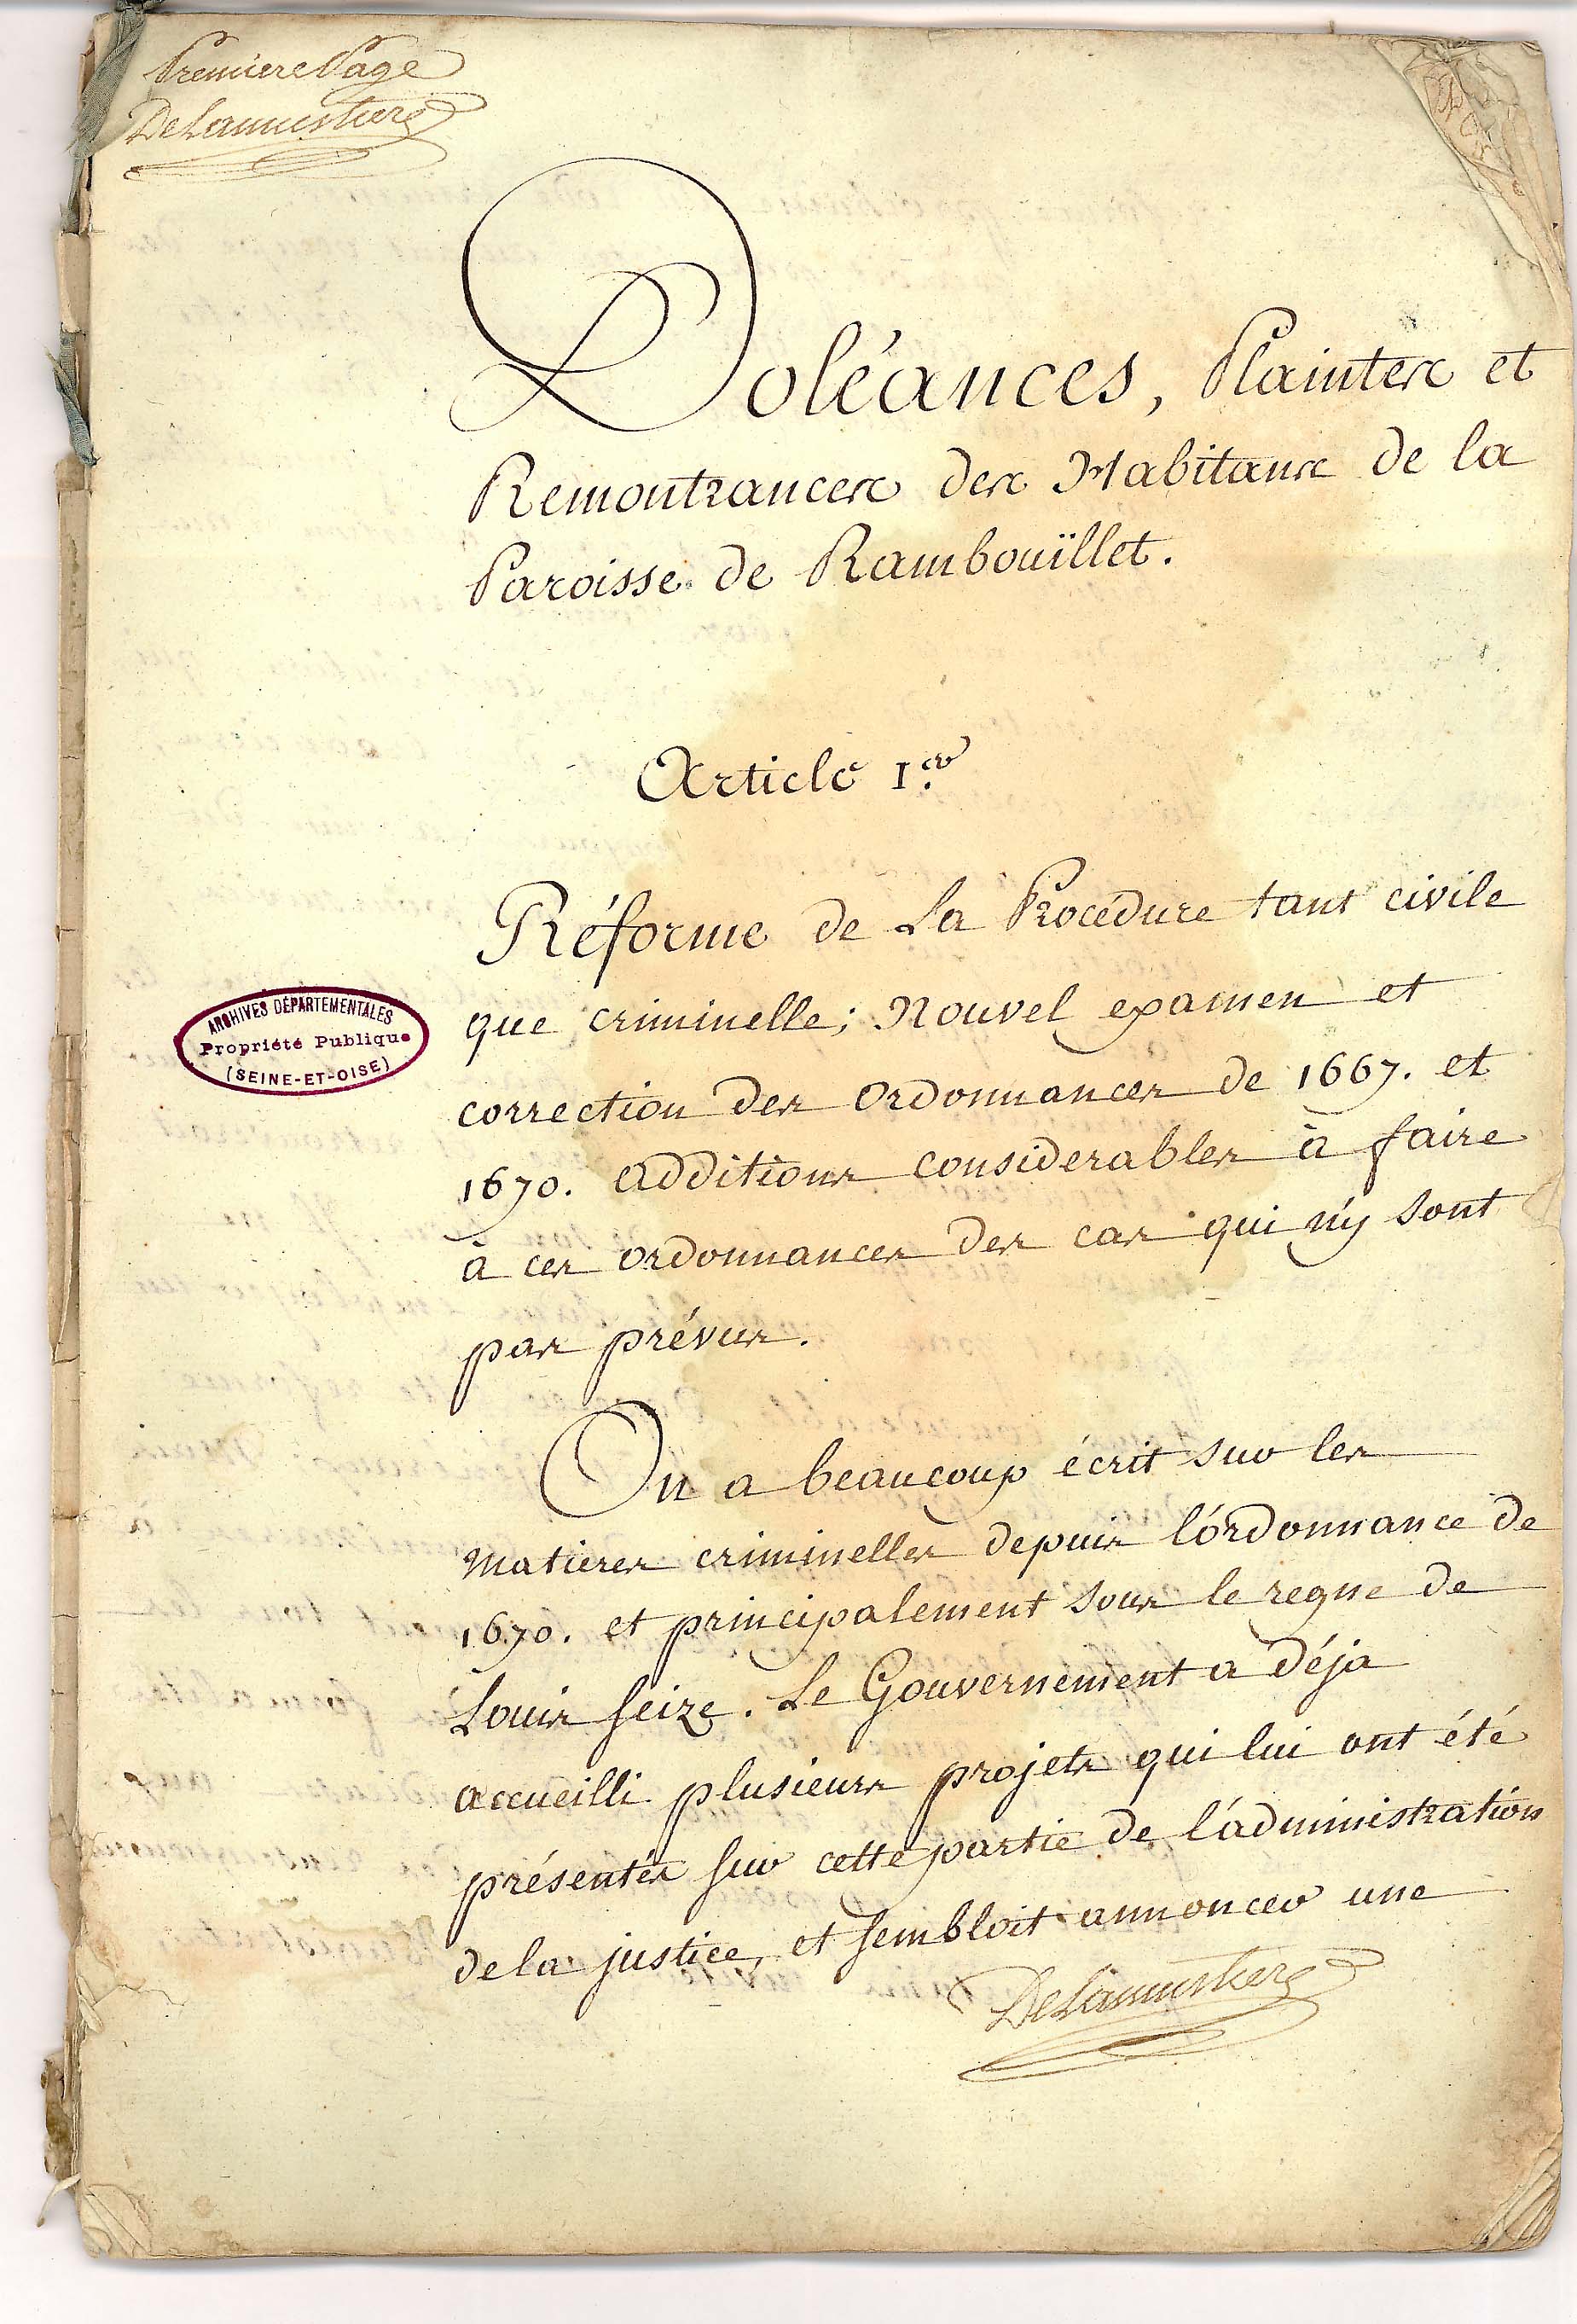 Premiere Page
DeLamustiere
Doléances, Plaintes et
Remontrances des Habitans de la
Paroisse de Rambouïllet.
Article 1.er
Réforme de La Procédure tant civile
que criminelle; Nouvel examen et
correction des Ordonnances de 1667. et
1670. Additions considerables à faire
à ces ordonnances des cas qui n'y sont
pas prévus.
ARCHIVES DÉPARTEMENTALES
Propriété Publique
(SEINE-ET-OISE)
On a beaucoup écrit sur les
matieres criminelles depuis l'ordonnance de
1670. et principalement sous le regne de
Louis seize. Le Gouvernement a déja
accueilli plusieurs projets qui lui ont été
présentés sur cette partie de l'administration
de la justice, et sembloit annoncer une
DeLamustiere